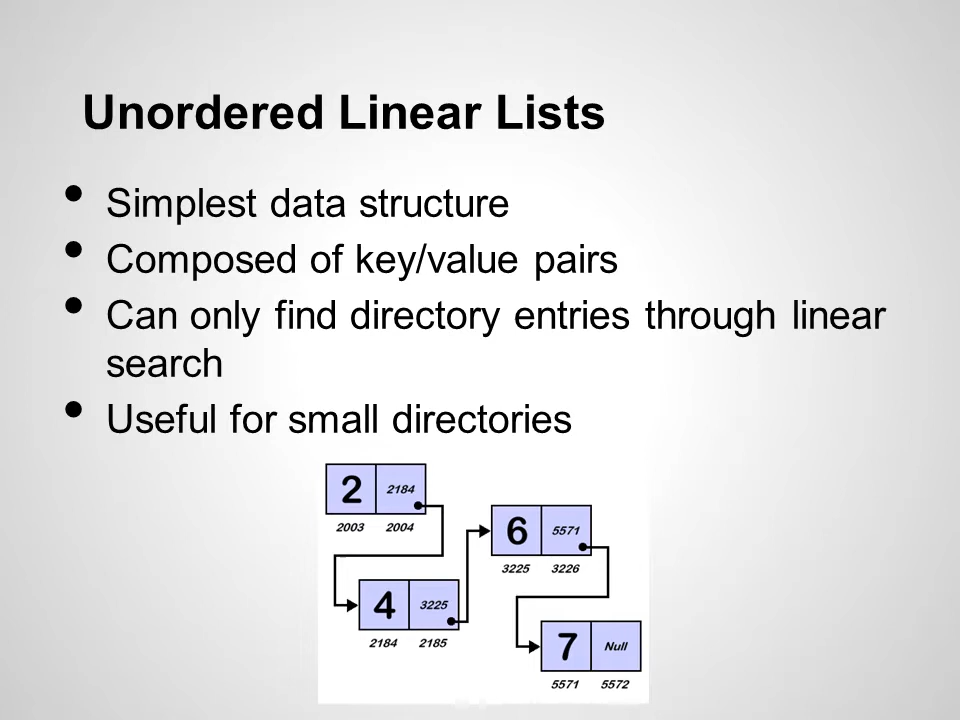 Unordered Linear Lists
• Simplest data structure
• Composed of key/value pairs
• Can only find directory entries through linear
search
• Useful for small directories
2 2184
2003 2004
6 5571
3225 3226
4 3225
2184 2185
7 Null
5571 5572